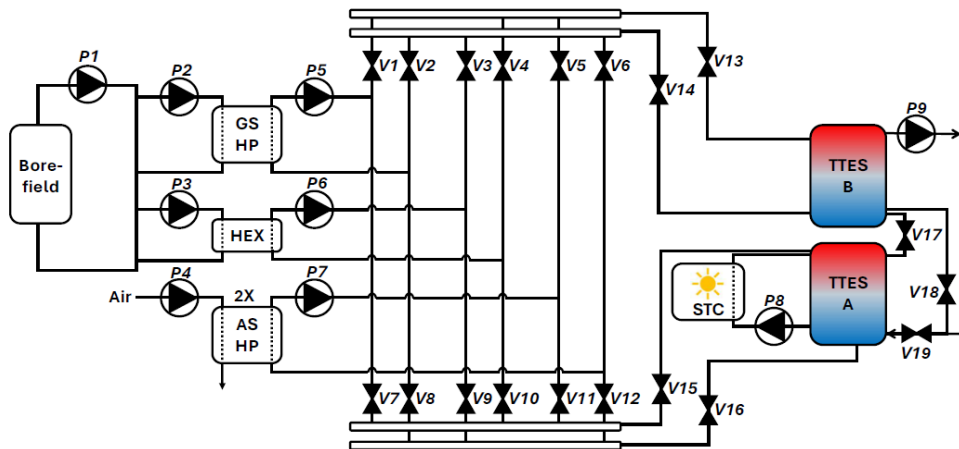 P1
P2
P5
P9
V1
V2
V3
V4
V5
V6
V13
V14
GS
HP
Bore-
field
TTES
B
P3
P6
HEX
V17
P4
P7
Air
2X
AS
HP
STC
P8
TTES
A
V18
V19
V7
V8
V9
V10
V11
V12
V15
V16